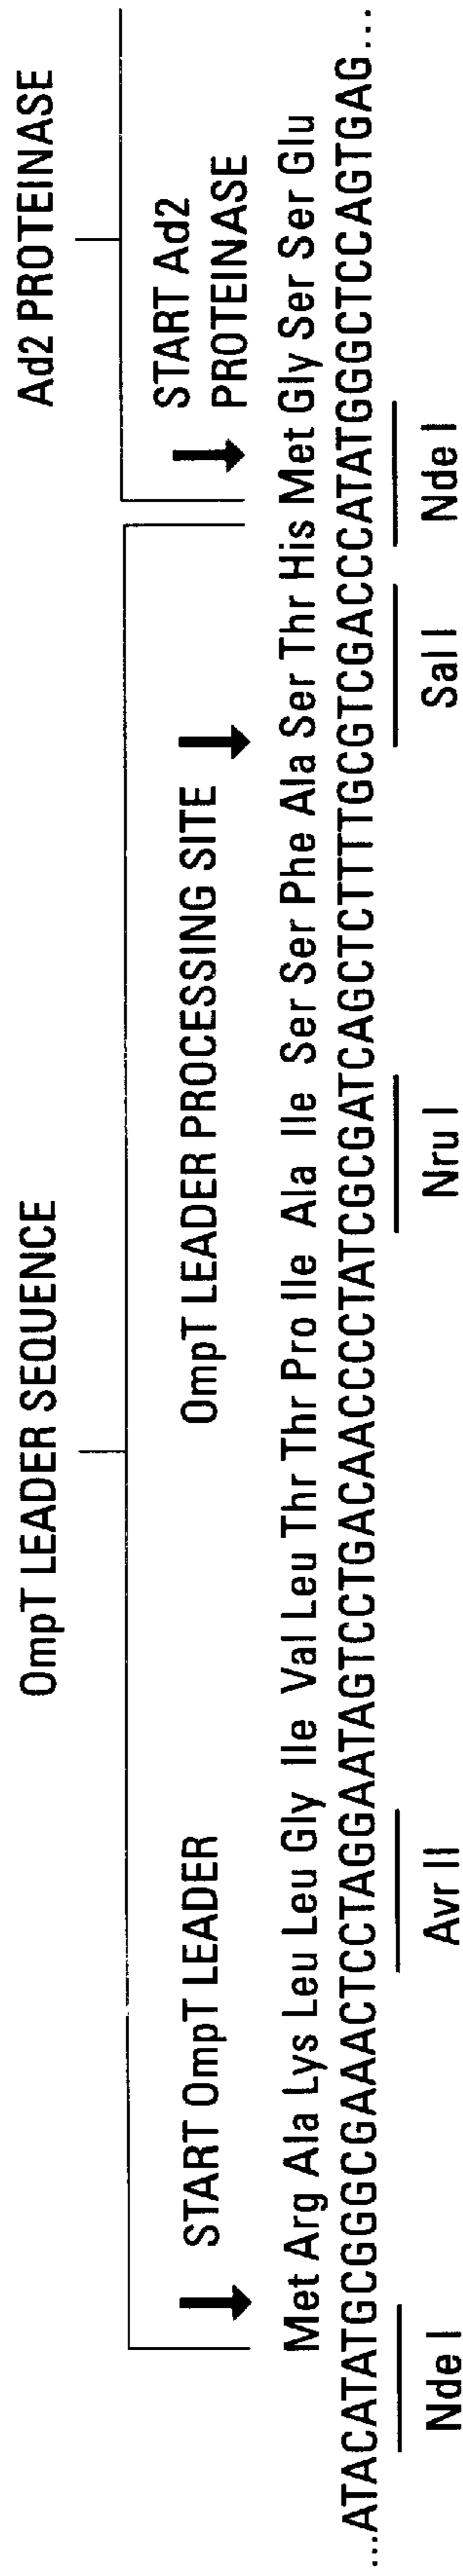 OmpT LEADER SEQUENCE
Ad2 PROTEINASE
START OmpT LEADER
OmpT LEADER PROCESSING SITE
START Ad2
PROTEINASE
Met Arg Ala Lys Leu Leu Gly Ile Val Leu Thr Thr Pro Ile Ala Ile Ser Ser Phe Ala Ser Thr His Met Gly Ser Ser Glu
...ATACATATGCGGGCGAAACTCCTAGGAATAGTCCTGACAACCCCTATCGCGATCAGCTCTTTTGCGTCGACCCATATGGGCTCCAGTGAG...
Nde I
Avr II
Nru I
Sal I
Nde I